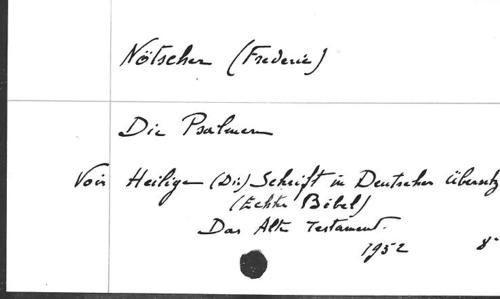 Nötscher (Frederic)
Die Psalmen
Voir Heilige (Die) Schrift in Deutscher Übersetz
(Echter Bibel)
Das Alte Testament.
1952 8°